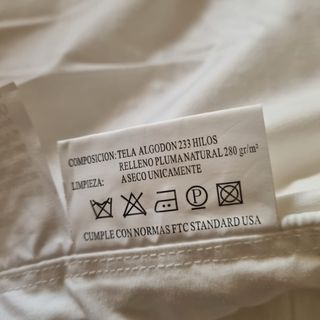 COMPOSICION: TELA ALGODON 233 HILOS
RELLENO PLUMA NATURAL 280 gr/m²
LIMPIEZA: ASECO UNICAMENTE
P
CUMPLE CON NORMAS FTC STANDARD USA